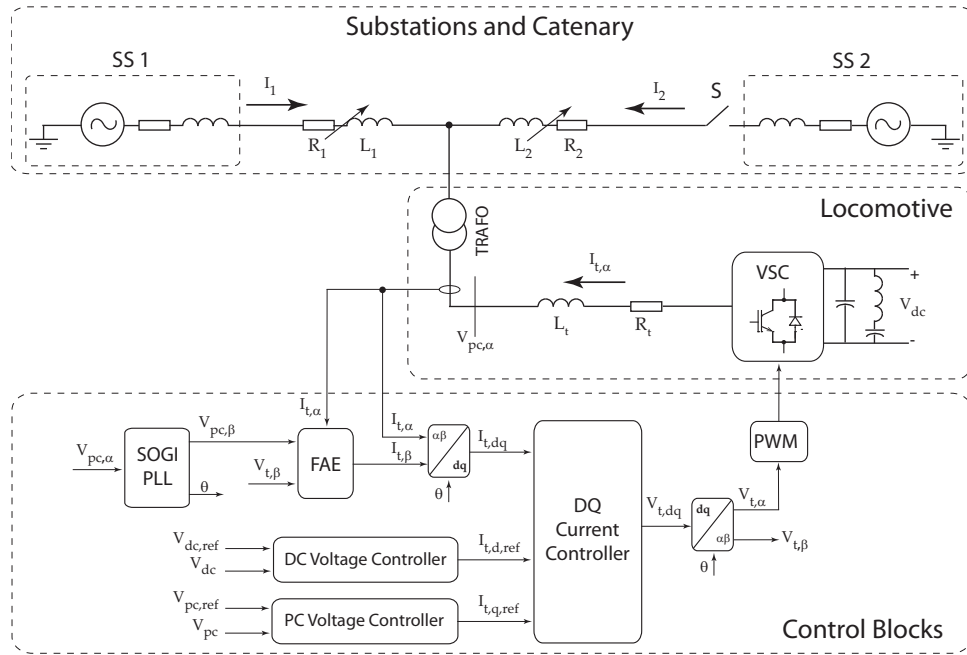 Substations and Catenary
SS 1
SS 2
I1
I2
S
R1
L1
L2
R2
TRAFO
Locomotive
It,α
VSC
+
Vdc
-
Lt
Rt
Vpc,α
It,α
Vpc,α
SOGI
PLL
Vpc,β
θ
Vt,β
FAE
It,α
It,β
αβ
dq
θ
It,dq
DQ
Current
Controller
Vt,dq
dq
αβ
θ
PWM
Vt,α
Vt,β
Vdc,ref
Vdc
DC Voltage Controller
It,d,ref
Vpc,ref
Vpc
PC Voltage Controller
It,q,ref
Control Blocks